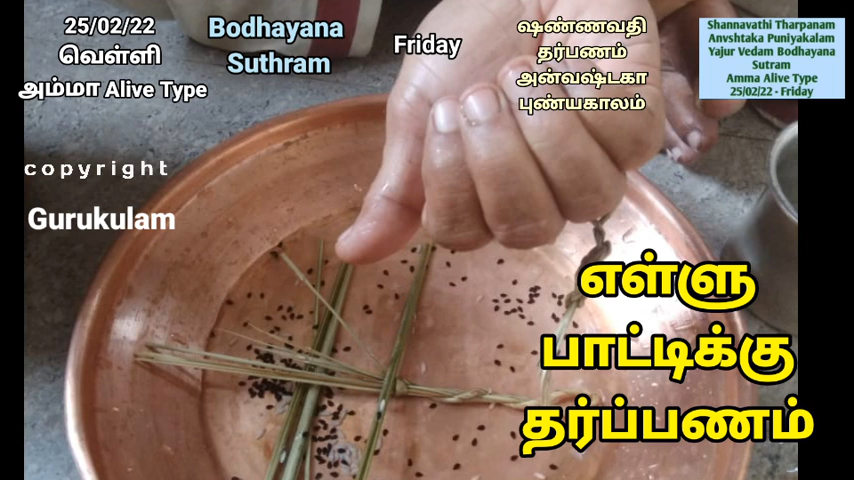 25/02/22
வெள்ளி
அம்மா Alive Type
Bodhayana
Suthram
Friday
ஷண்ணவதி
தர்பணம்
அன்வஷ்டகா
புண்யகாலம்
Shannavathi Tharpanam
Anvshtaka Puniyakalam
Yajur Vedam Bodhayana
Sutram
Amma Alive Type
25/02/22 - Friday
copyright
Gurukulam
எள்ளு
பாட்டிக்கு
தர்ப்பணம்